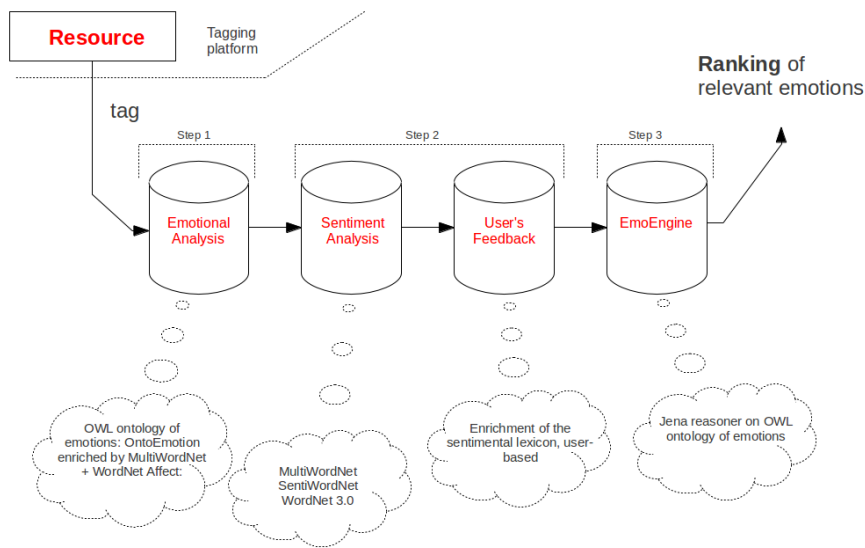 Resource
Tagging
platform
tag
Ranking of
relevant emotions
Step 1
Step 2
Step 3
Emotional
Analysis
Sentiment
Analysis
User's
Feedback
EmoEngine
OWL ontology of
emotions: OntoEmotion
enriched by MultiWordNet
+ WordNet Affect:
MultiWordNet
SentiWordNet
WordNet 3.0
Enrichment of the
sentimental lexicon, user-
based
Jena reasoner on OWL
ontology of emotions